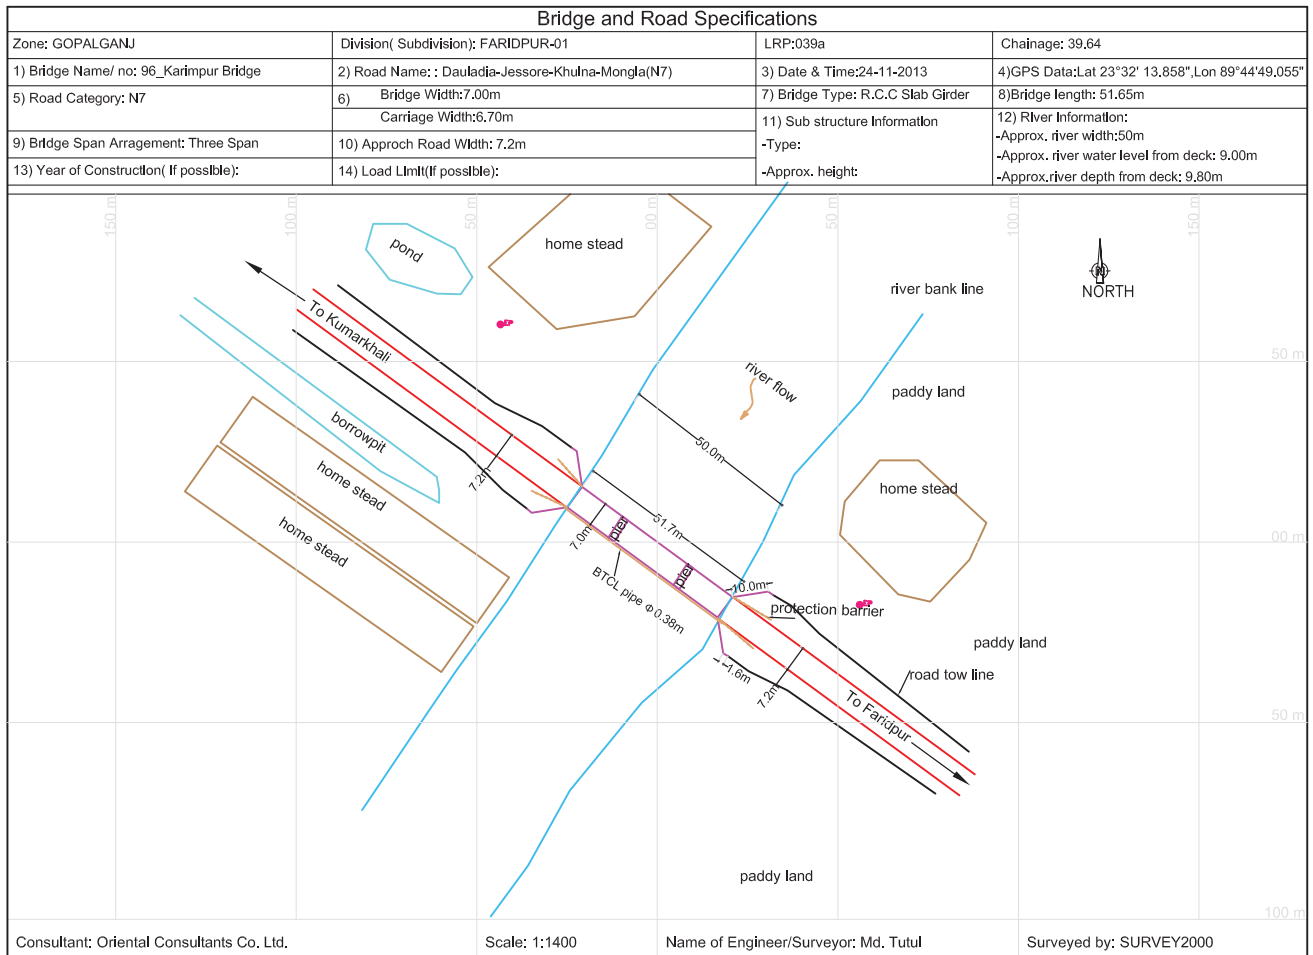 Bridge and Road Specifications
Zone: GOPALGANJ
Division( Subdivision): FARIDPUR-01
LRP:039a
Chainage: 39.64
1) Bridge Name/ no: 96_Karimpur Bridge
2) Road Name: : Dauladia-Jessore-Khulna-Mongla(N7)
3) Date & Time:24-11-2013
4)GPS Data:Lat 23°32' 13.858",Lon 89°44'49.055"
5) Road Category: N7
6) Bridge Width:7.00m
Carriage Width:6.70m
7) Bridge Type: R.C.C Slab Girder
8)Bridge length: 51.65m
9) Bridge Span Arragement: Three Span
10) Approch Road Width: 7.2m
11) Sub structure Information
-Type:
-Approx. height:
12) River Information:
-Approx. river width:50m
-Approx. river water level from deck: 9.00m
-Approx.river depth from deck: 9.80m
13) Year of Construction( If possible):
14) Load Limit(If possible):
150 m
100 m
50 m
00 m
50 m
100 m
150 m
pond
home stead
NORTH
river bank line
To Kumarkhali
50 m
river flow
paddy land
borrowpit
50.0m
home stead
7.2m
home stead
home stead
51.7m
pier
7.0m
00 m
pier
BTCL pipe Φ0.38m
10.0m
protection barrier
paddy land
1.6m
road tow line
7.2m
To Faridpur
50 m
paddy land
100 m
Consultant: Oriental Consultants Co. Ltd.
Scale: 1:1400
Name of Engineer/Surveyor: Md. Tutul
Surveyed by: SURVEY2000